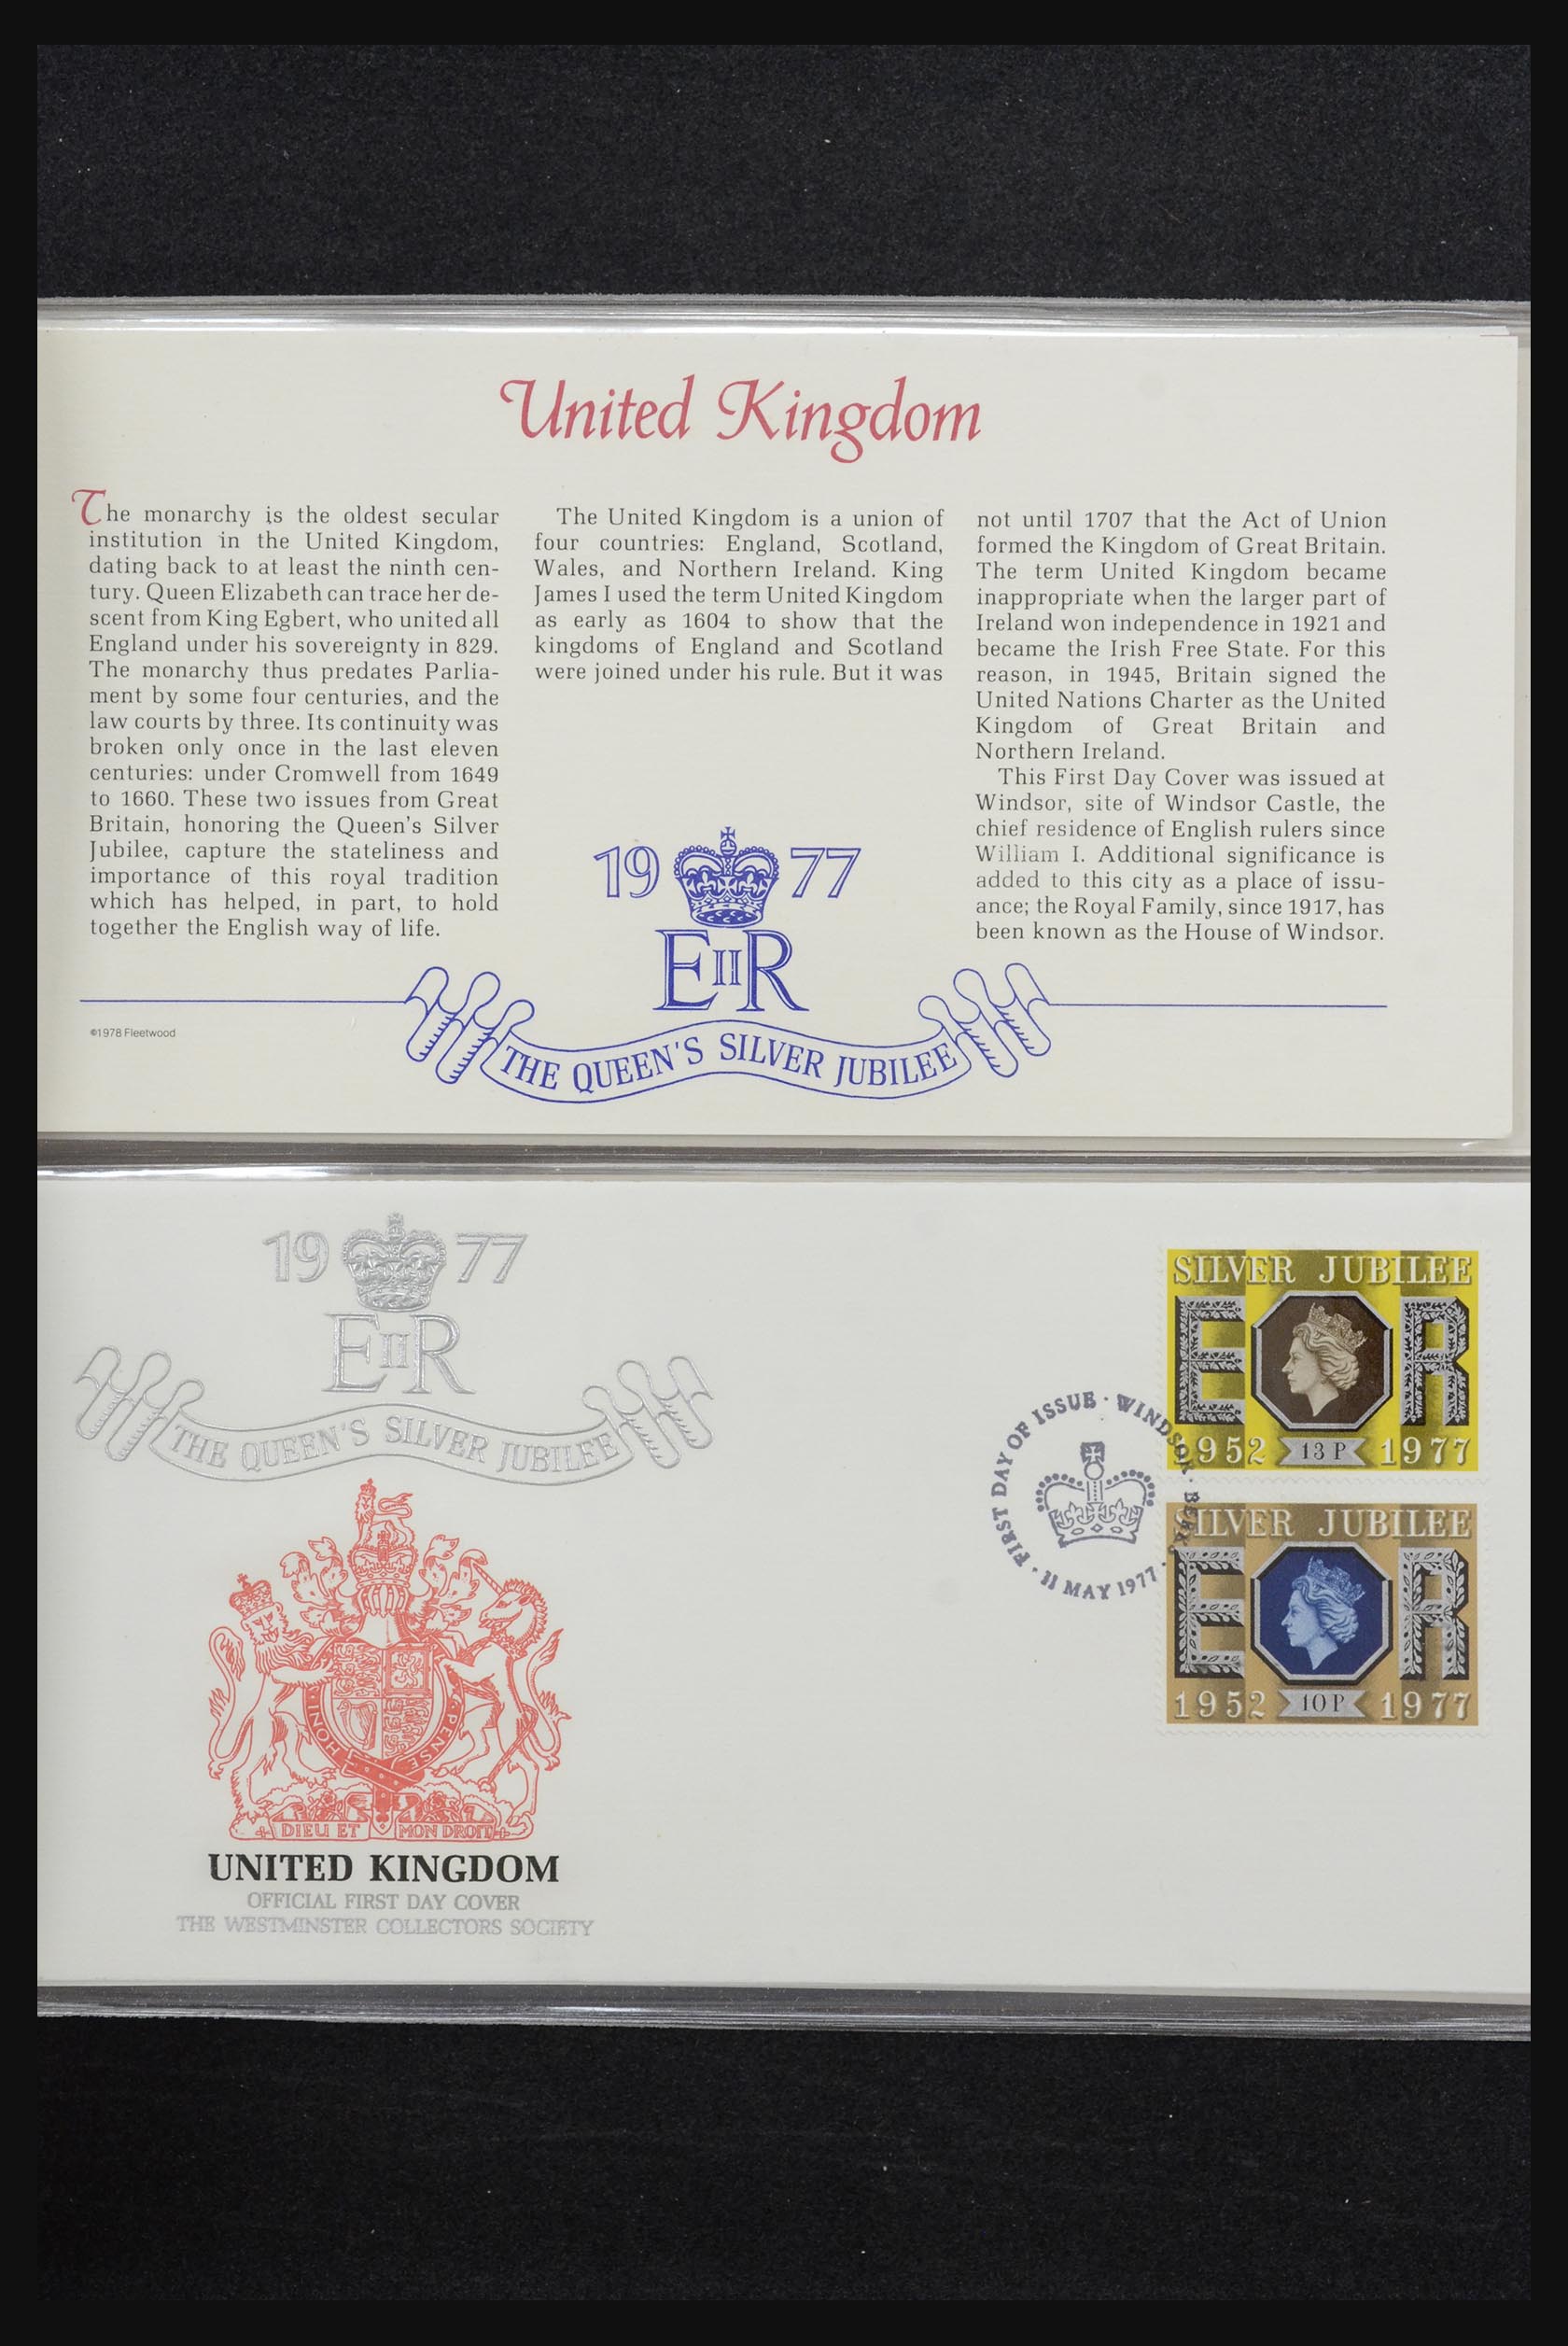 United Kingdom
The monarchy is the oldest secular
institution in the United Kingdom,
dating back to at least the ninth cen-
tury. Queen Elizabeth can trace her de-
scent from King Egbert, who united all
England under his sovereignty in 829.
The monarchy thus predates Parlia-
ment by some four centuries, and the
law courts by three. Its continuity was
broken only once in the last eleven
centuries: under Cromwell from 1649
to 1660. These two issues from Great
Britain, honoring the Queen's Silver
Jubilee, capture the stateliness and
importance of this royal tradition
which has helped, in part, to hold
together the English way of life.
The United Kingdom is a union of
four countries: England, Scotland,
Wales, and Northern Ireland. King
James I used the term United Kingdom
as early as 1604 to show that the
kingdoms of England and Scotland
were joined under his rule. But it was
not until 1707 that the Act of Union
formed the Kingdom of Great Britain.
The term United Kingdom became
inappropriate when the larger part of
Ireland won independence in 1921 and
became the Irish Free State. For this
reason, in 1945, Britain signed the
United Nations Charter as the United
Kingdom of Great Britain and
Northern Ireland.
This First Day Cover was issued at
Windsor, site of Windsor Castle, the
chief residence of English rulers since
William I. Additional significance is
added to this city as a place of issu-
ance; the Royal Family, since 1917, has
been known as the House of Windsor.
19 77
EIIR
THE QUEEN'S SILVER JUBILEE
©1978 Fleetwood
19 77
EIIR
THE QUEEN'S SILVER JUBILEE
HONI PENSE
DIEU ET MON DROIT
UNITED KINGDOM
OFFICIAL FIRST DAY COVER
THE WESTMINSTER COLLECTORS SOCIETY
FIRST DAY OF ISSUE · WINDSOR · BERKS ·
11 MAY 1977
SILVER JUBILEE
E R
1952 13P 1977
SILVER JUBILEE
E R
1952 10P 1977